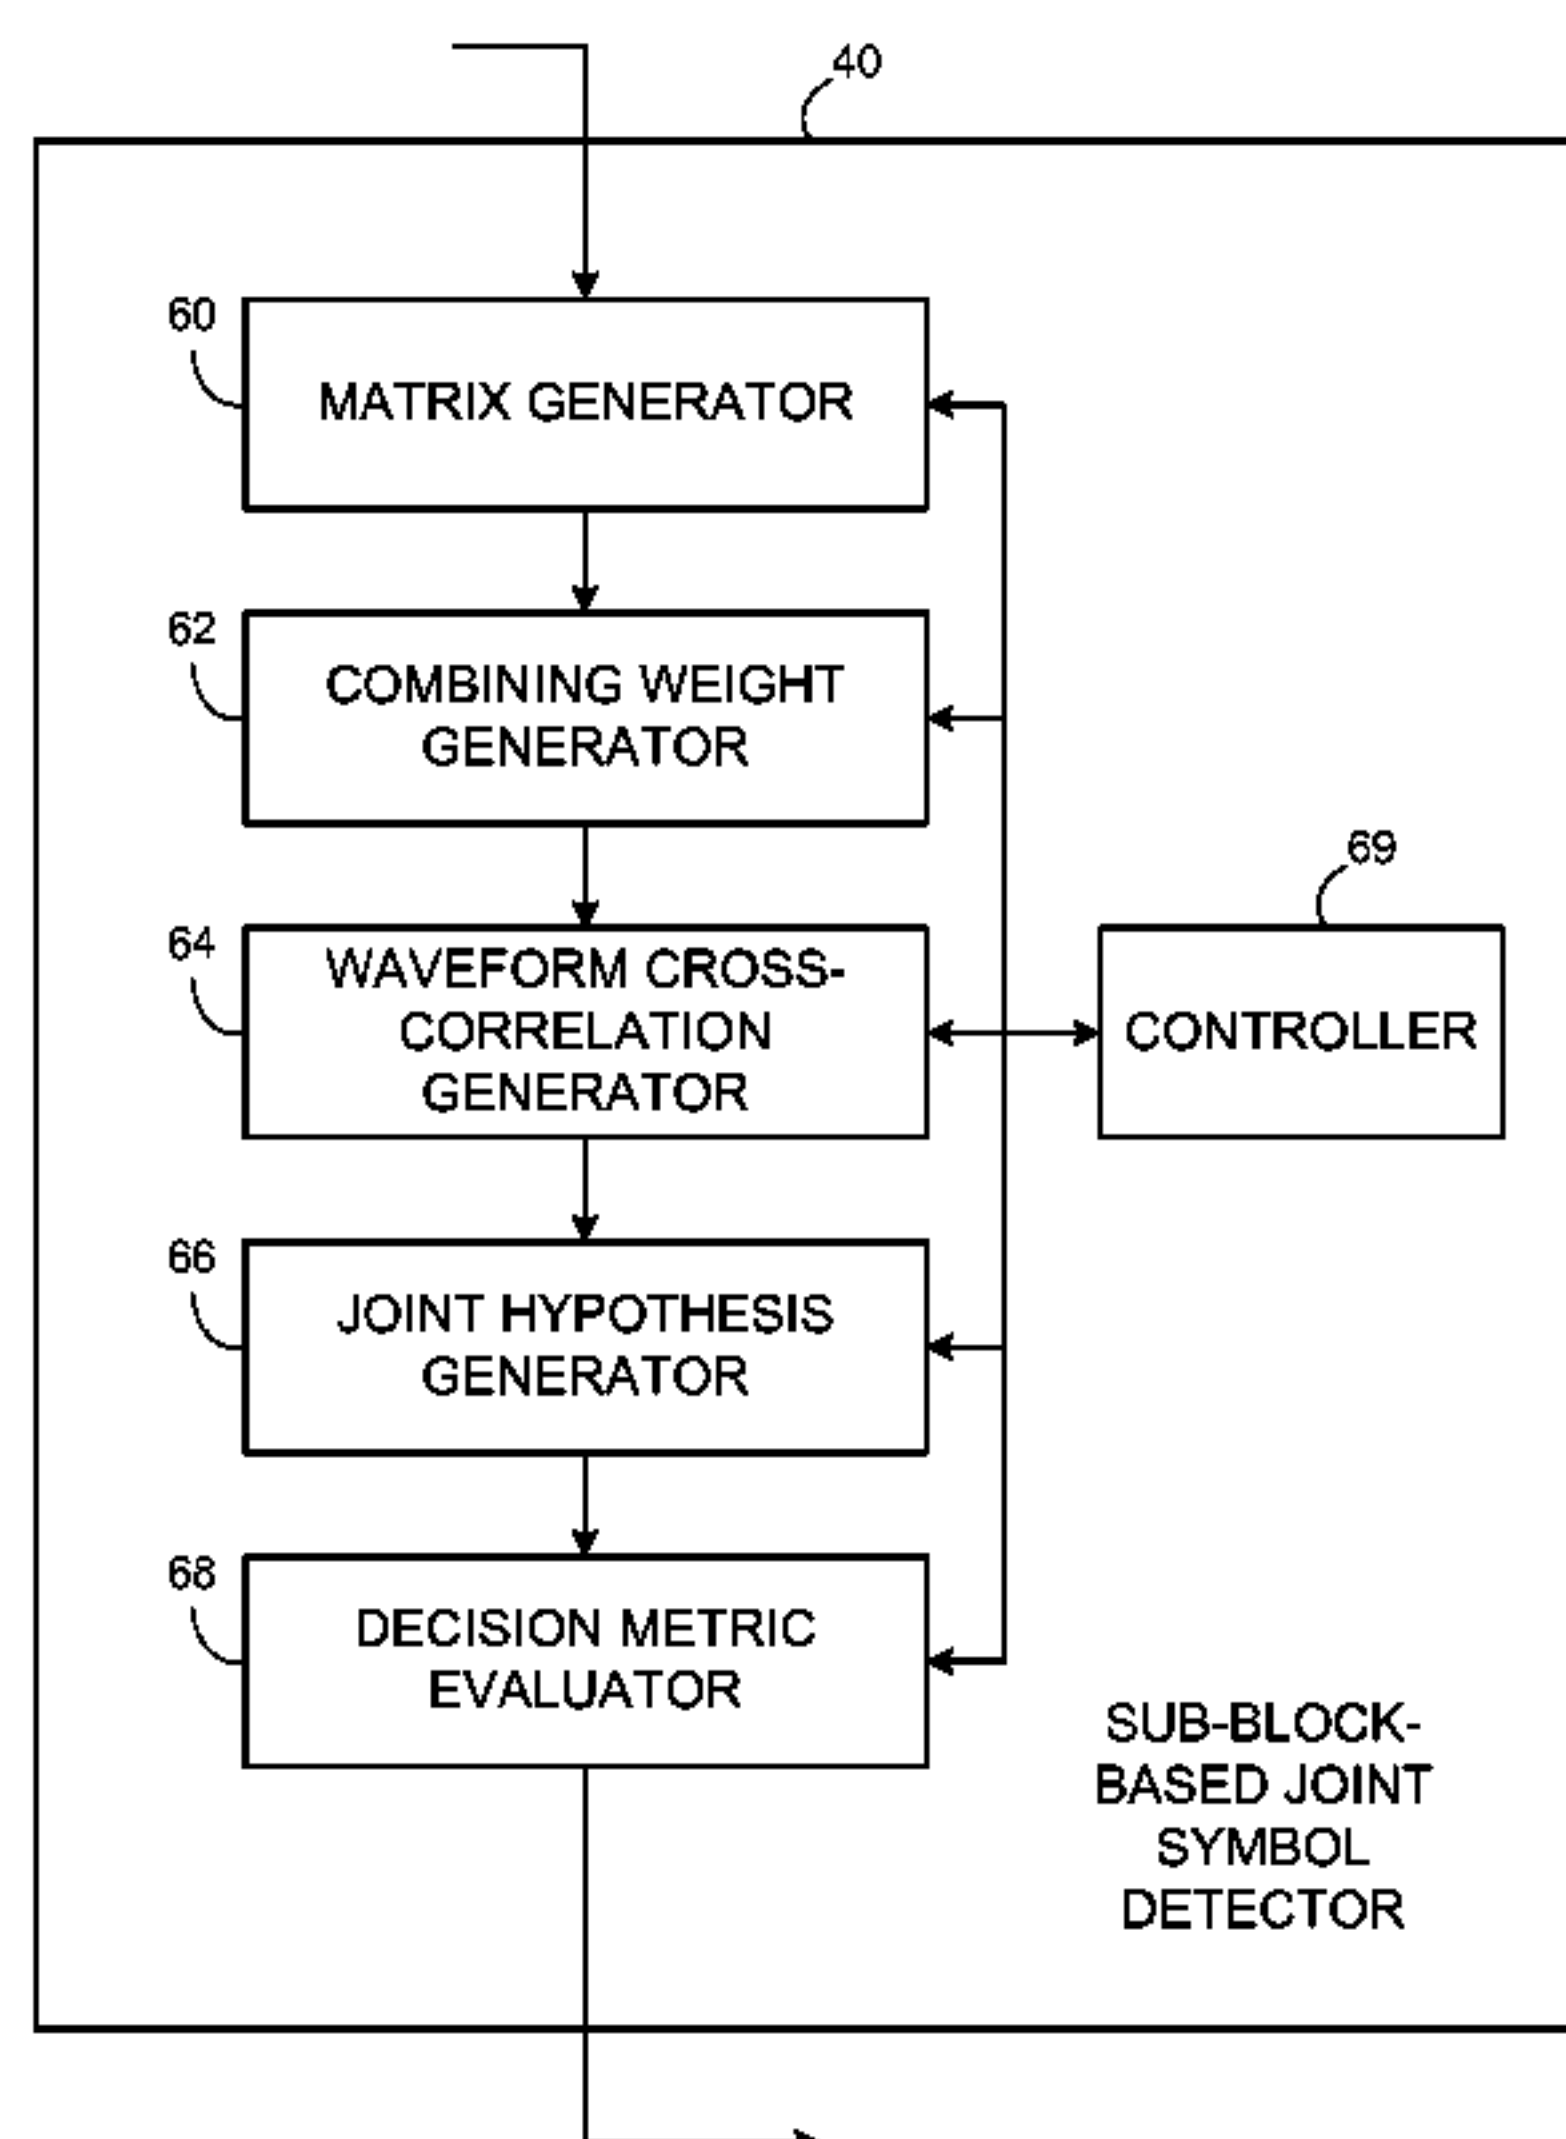 40
60
MATRIX GENERATOR
62
COMBINING WEIGHT
GENERATOR
69
64
WAVEFORM CROSS-
CORRELATION
GENERATOR
CONTROLLER
66
JOINT HYPOTHESIS
GENERATOR
68
DECISION METRIC
EVALUATOR
SUB-BLOCK-
BASED JOINT
SYMBOL
DETECTOR